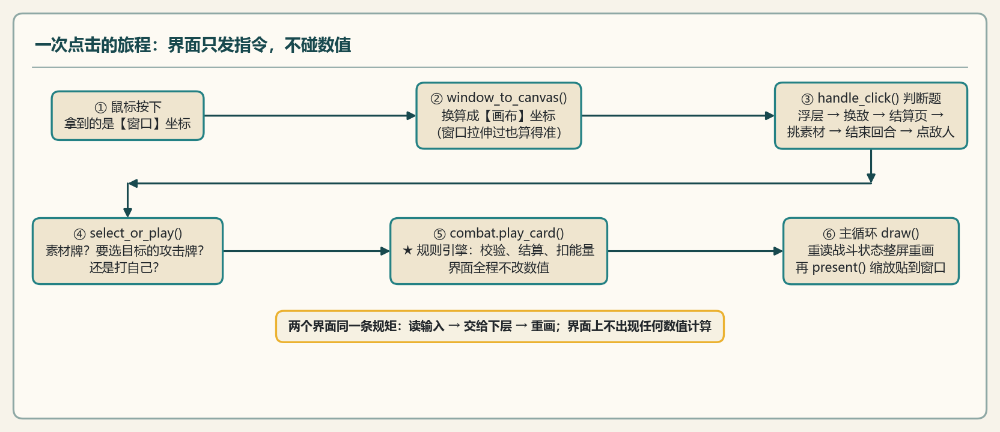 一次点击的旅程：界面只发指令，不碰数值
① 鼠标按下
拿到的是【窗口】坐标
② window_to_canvas()
换算成【画布】坐标
（窗口拉伸过也算得准）
③ handle_click() 判断题
浮层 → 换敌 → 结算页 →
挑素材 → 结束回合 → 点敌人
④ select_or_play()
素材牌？要选目标的攻击牌？
还是打自己？
⑤ combat.play_card()
★ 规则引擎：校验、结算、扣能量
界面全程不改数值
⑥ 主循环 draw()
重读战斗状态整屏重画
再 present() 缩放贴到窗口
两个界面同一条规矩：读输入 → 交给下层 → 重画；界面上不出现任何数值计算